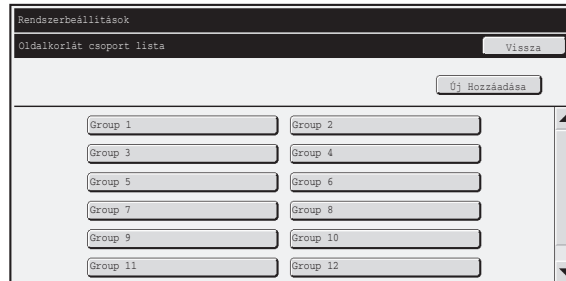 Rendszerbeállítások
Oldalkorlát csoport lista
Vissza
Új Hozzáadása
Group 1
Group 2
Group 3
Group 4
Group 5
Group 6
Group 7
Group 8
Group 9
Group 10
Group 11
Group 12